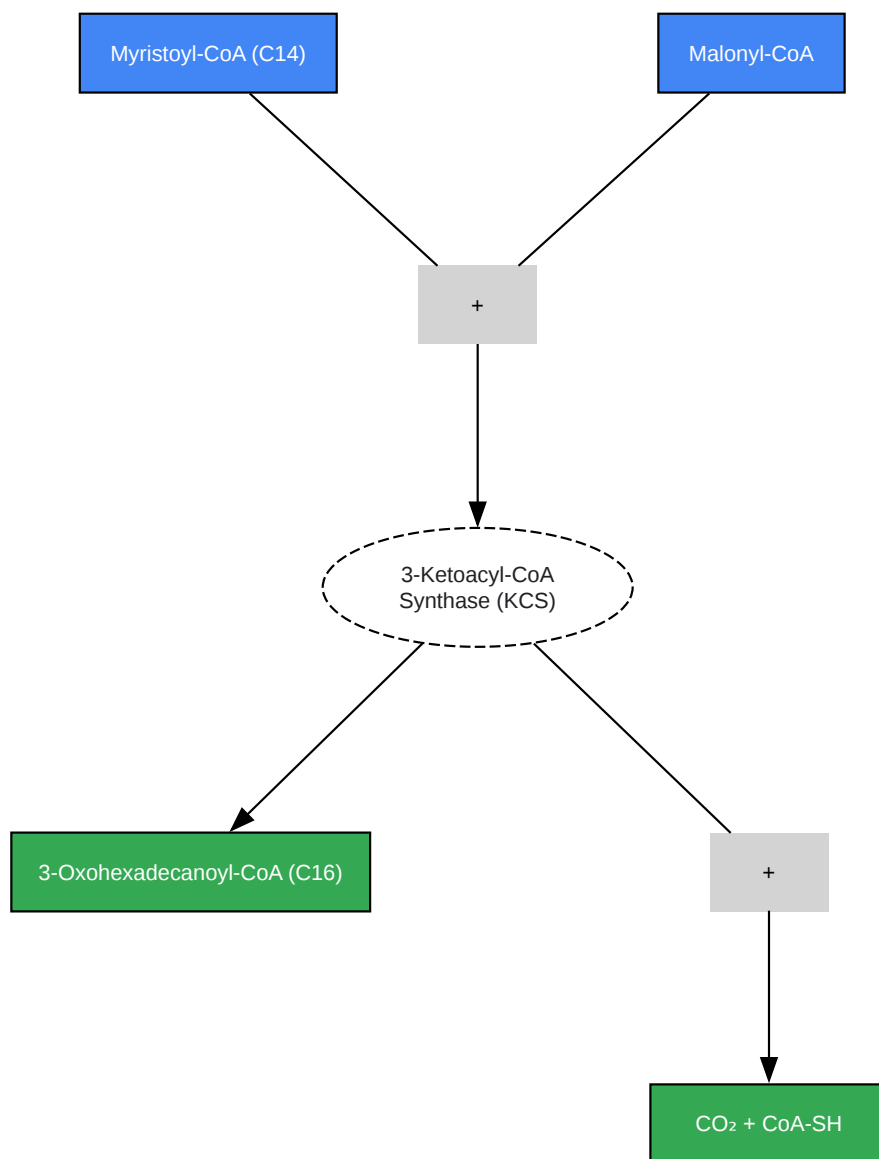 Myristoyl-CoA (C14)
Malonyl-CoA
+
3-Ketoacyl-CoA
Synthase (KCS)
3-Oxohexadecanoyl-CoA (C16)
+
CO₂ + CoA-SH